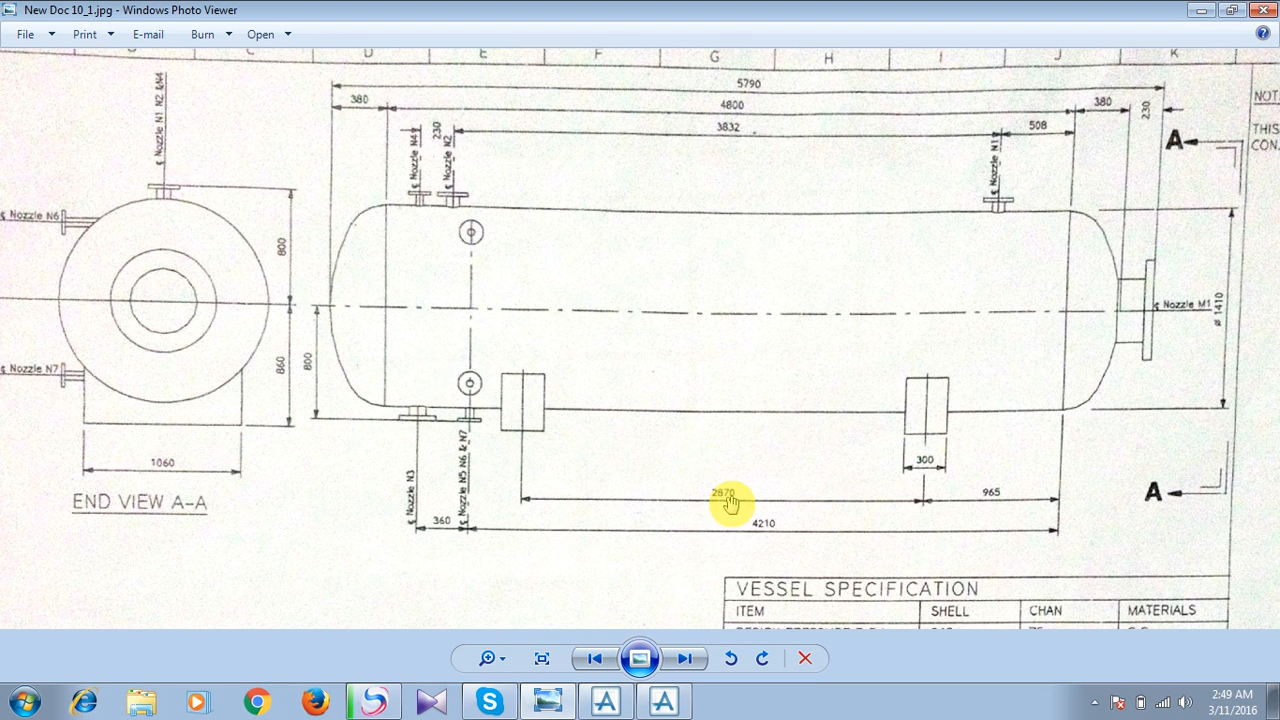 New Doc 10_1.jpg - Windows Photo Viewer
File Print E-mail Burn Open
D E F G H I J K
5790
380 4800 380 230
3832 508
230
℄ Nozzle N1 N2 &N4
℄ Nozzle N4
℄ Nozzle N2
℄ Nozzle N1
A
NOT
THIS
CON.
℄ Nozzle N6
800
℄ Nozzle M1
ø 1410
860
800
℄ Nozzle N7
1060
END VIEW A-A
℄ Nozzle N3
℄ Nozzle N5 N6 & N7
300
2870
965
A
360
4210
VESSEL SPECIFICATION
ITEM SHELL CHAN MATERIALS
2:49 AM
3/11/2016